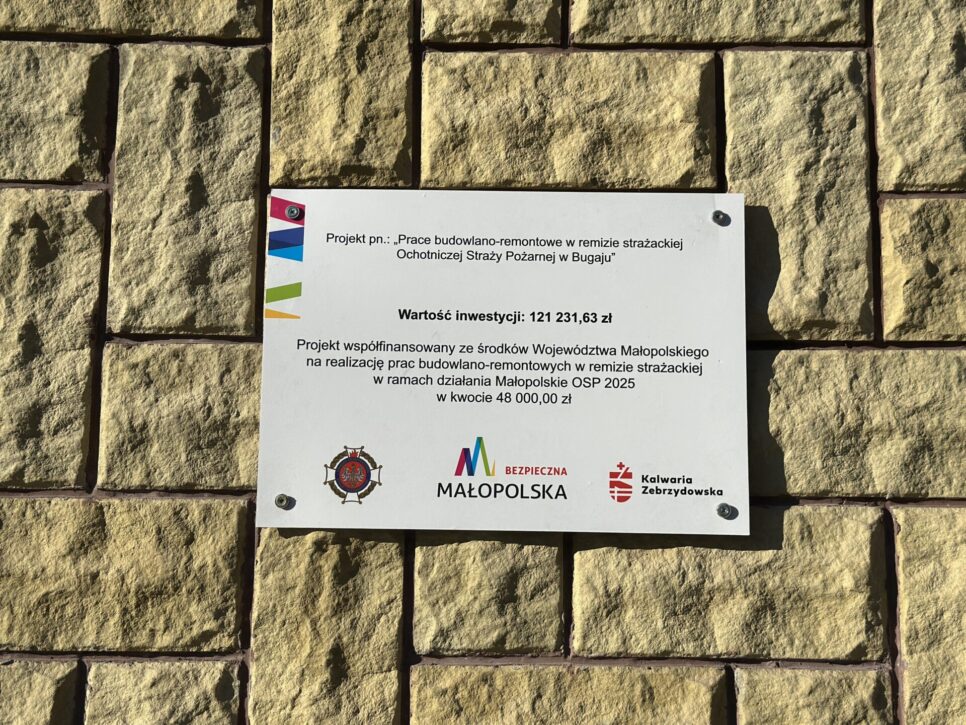 Projekt pn.: „Prace budowlano-remontowe w remizie strażackiej
Ochotniczej Straży Pożarnej w Bugaju”
Wartość inwestycji: 121 231,63 zł
Projekt współfinansowany ze środków Województwa Małopolskiego
na realizację prac budowlano-remontowych w remizie strażackiej
w ramach działania Małopolskie OSP 2025
w kwocie 48 000,00 zł
BEZPIECZNA
MAŁOPOLSKA
Kalwaria
Zebrzydowska